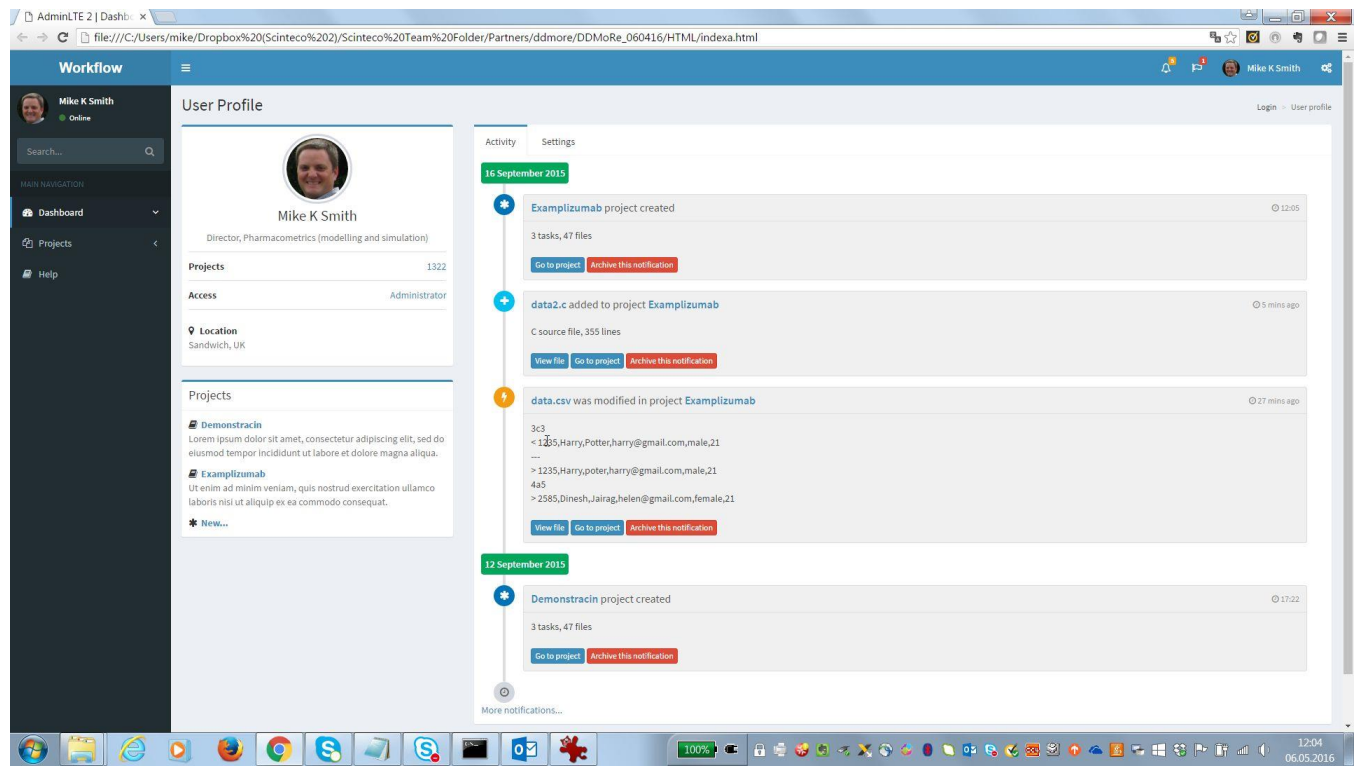 AdminLTE 2 | Dashb
file:///C:/Users/mike/Dropbox%20(Scinteco%202)/Scinteco%20Team%20Folder/Partners/ddmore/DDMoRe_060416/HTML/indexa.html
Workflow
Mike K Smith
Mike K Smith
Online
Search...
MAIN NAVIGATION
Dashboard
Projects
Help
User Profile
Login > User profile
Mike K Smith
Director, Pharmacometrics (modelling and simulation)
Projects 1322
Access Administrator
Location
Sandwich, UK
Projects
Demonstracin
Lorem ipsum dolor sit amet, consectetur adipiscing elit, sed do
eiusmod tempor incididunt ut labore et dolore magna aliqua.
Examplizumab
Ut enim ad minim veniam, quis nostrud exercitation ullamco
laboris nisi ut aliquip ex ea commodo consequat.
New...
Activity Settings
16 September 2015
Examplizumab project created 12:05
3 tasks, 47 files
Go to project Archive this notification
data2.c added to project Examplizumab 5 mins ago
C source file, 355 lines
View file Go to project Archive this notification
data.csv was modified in project Examplizumab 27 mins ago
3c3
< 1235,Harry,Potter,harry@gmail.com,male,21
---
> 1235,Harry,poter,harry@gmail.com,male,21
4a5
> 2585,Dinesh,Jairag,helen@gmail.com,female,21
View file Go to project Archive this notification
12 September 2015
Demonstracin project created 17:22
3 tasks, 47 files
Go to project Archive this notification
More notifications...
100%
12:04
06.05.2016